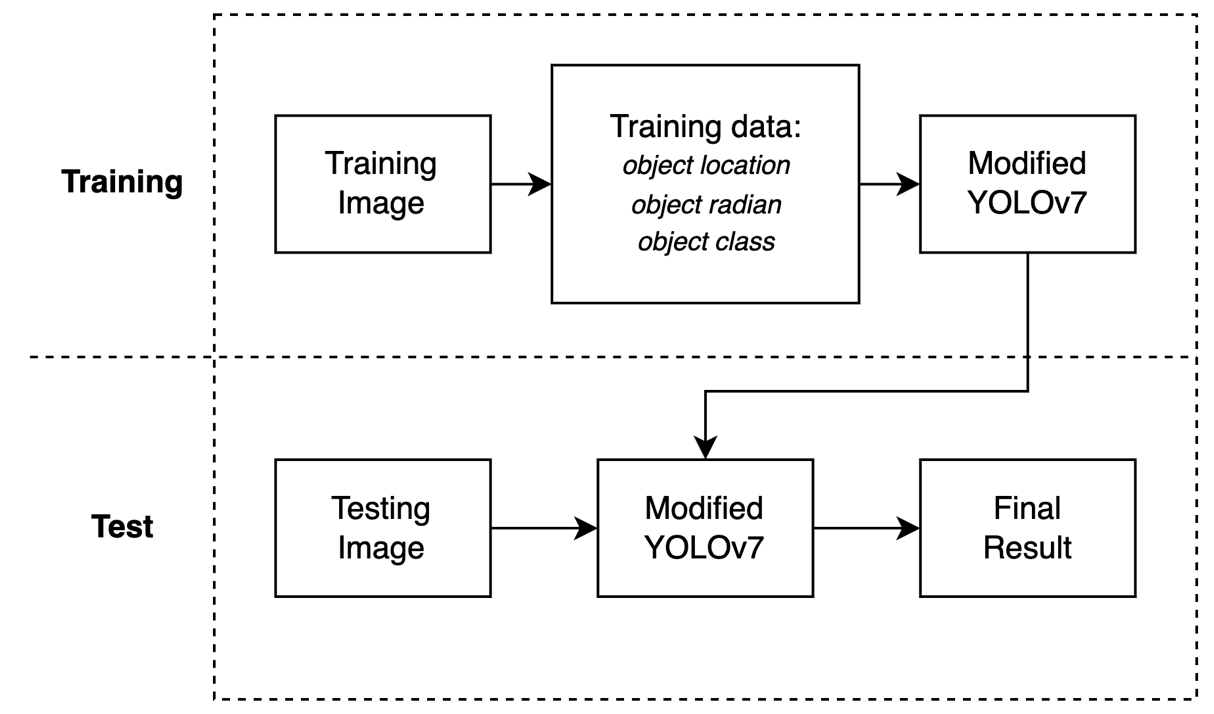 Training
Training
Image
Training data:
object location
object radian
object class
Modified
YOLOv7
Test
Testing
Image
Modified
YOLOv7
Final
Result